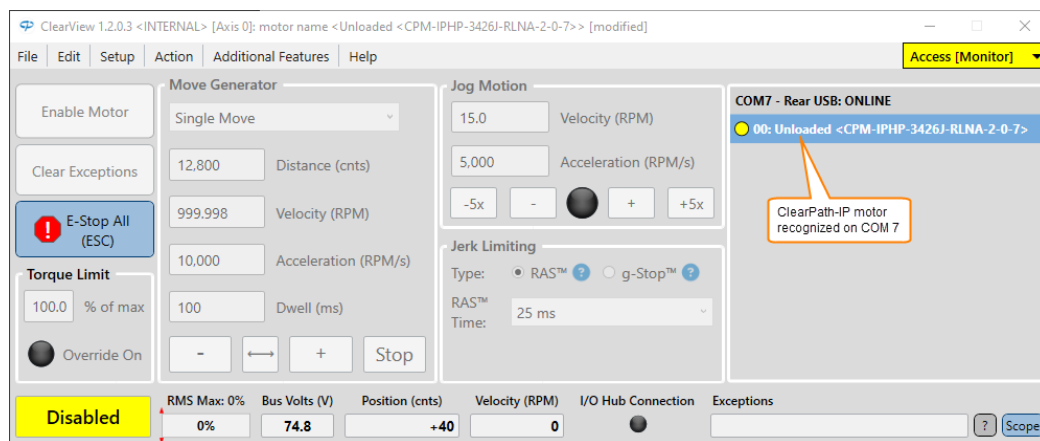 ClearView 1.2.0.3 <INTERNAL> [Axis 0]: motor name <Unloaded <CPM-IPHP-3426J-RLNA-2-0-7>> [modified]
File Edit Setup Action Additional Features Help
Access [Monitor]
Enable Motor
Clear Exceptions
E-Stop All
(ESC)
Torque Limit
100.0 % of max
Override On
Move Generator
Single Move
12,800 Distance (cnts)
999.998 Velocity (RPM)
10,000 Acceleration (RPM/s)
100 Dwell (ms)
- + Stop
Jog Motion
15.0 Velocity (RPM)
5,000 Acceleration (RPM/s)
-5x - + +5x
Jerk Limiting
Type: RAS™ ? g-Stop™ ?
RAS™
Time:
25 ms
COM7 - Rear USB: ONLINE
00: Unloaded <CPM-IPHP-3426J-RLNA-2-0-7>
ClearPath-IP motor
recognized on COM 7
Disabled
RMS Max: 0% Bus Volts (V) Position (cnts) Velocity (RPM) I/O Hub Connection Exceptions
0% 74.8 +40 0 ? Scope